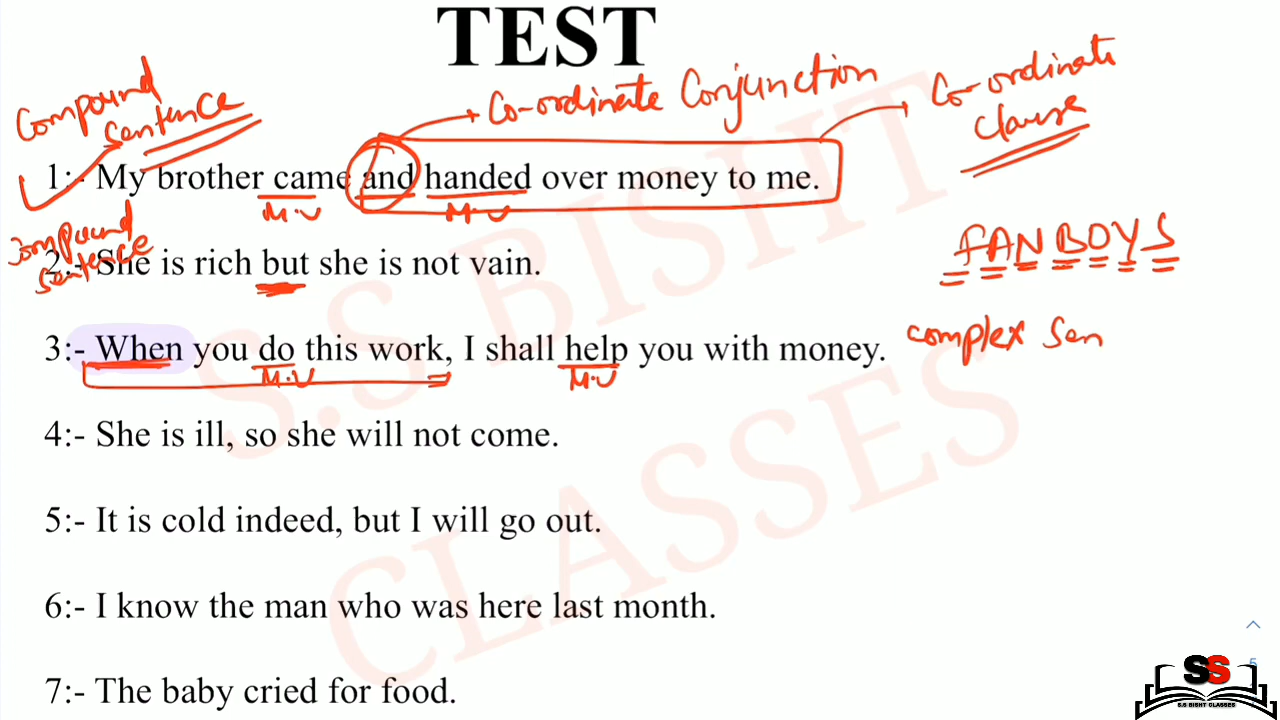 TEST
Compound sentence
Co-ordinate Conjunction
Co-ordinate clause
1:- My brother came and handed over money to me.
M.V M.V
FANBOYS
Compound sentence
2:- She is rich but she is not vain.
3:- When you do this work, I shall help you with money.
complex Sen
M.V M.V
4:- She is ill, so she will not come.
5:- It is cold indeed, but I will go out.
6:- I know the man who was here last month.
7:- The baby cried for food.
S.S BISHT
CLASSES
5
SS
S.S BISHT CLASSES